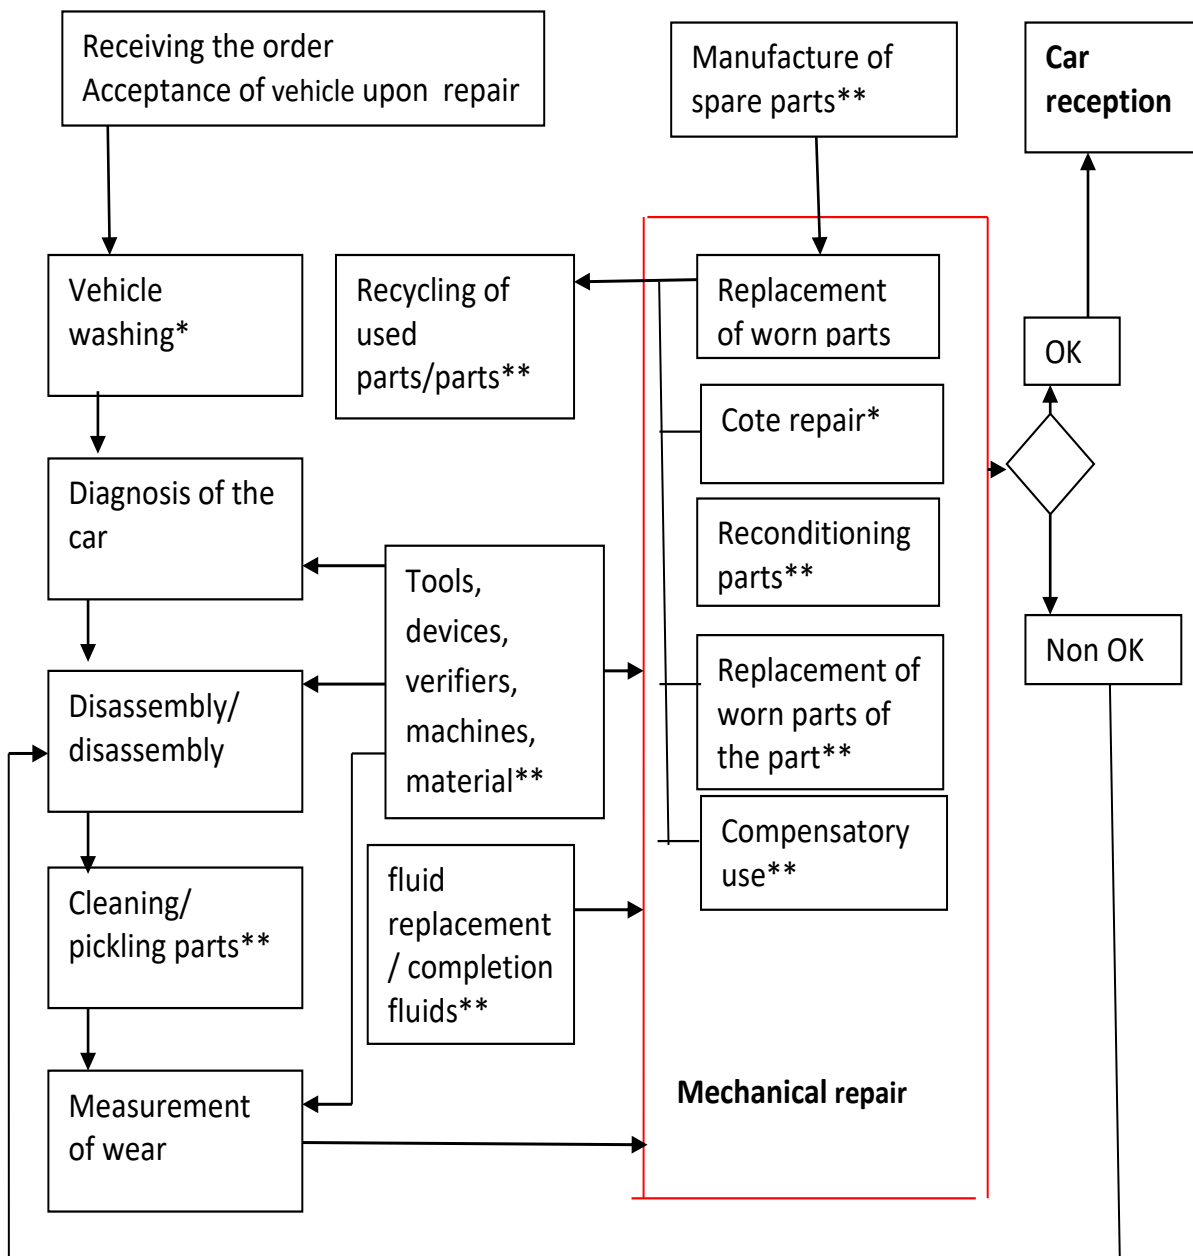 Receiving the order
Acceptance of vehicle upon repair
Manufacture of
spare parts**
Car
reception
Vehicle
washing*
Recycling of
used
parts/parts**
Replacement
of worn parts
OK
Cote repair*
Diagnosis of the
car
Reconditioning
parts**
Tools,
devices,
verifiers,
machines,
material**
Non OK
Replacement of
worn parts of
the part**
Disassembly/
disassembly
Compensatory
use**
fluid
replacement
/ completion
fluids**
Cleaning/
pickling parts**
Mechanical repair
Measurement
of wear